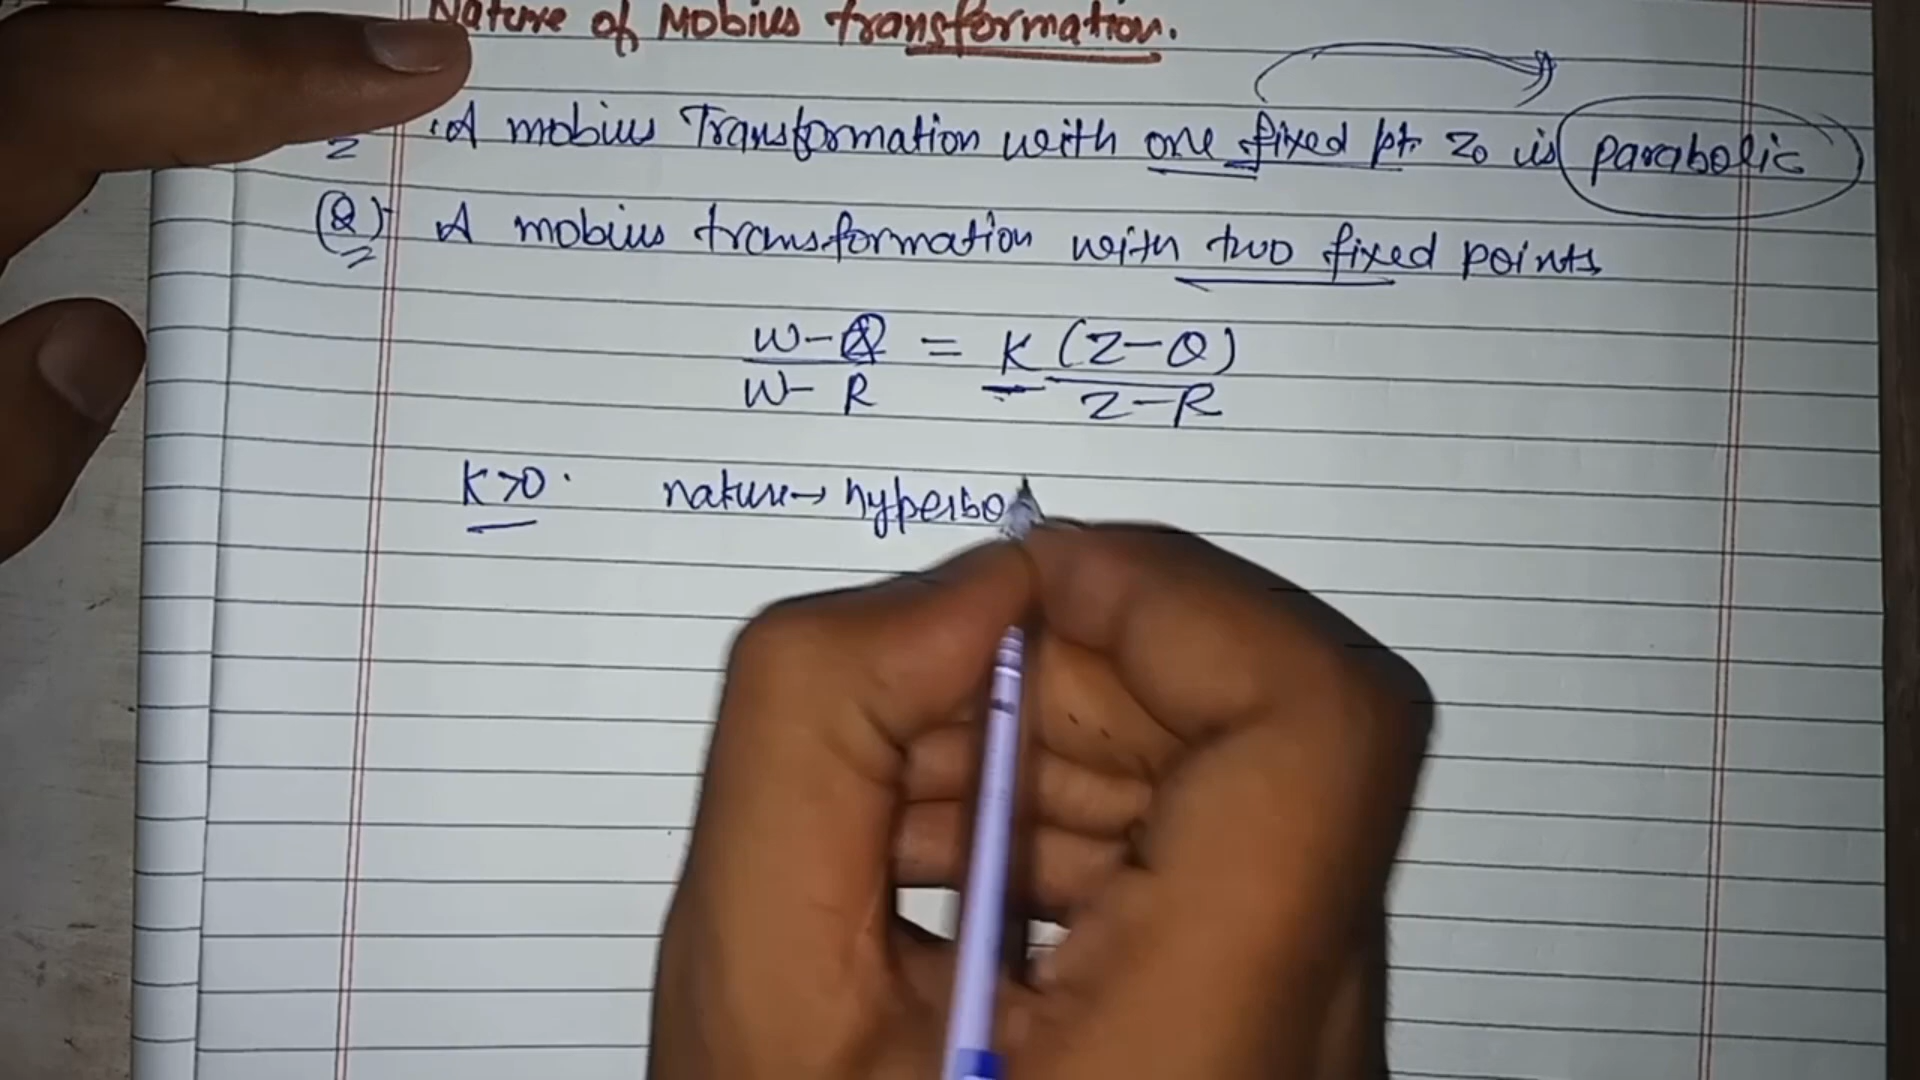 Nature of Mobius transformation.
A mobius Transformation with one fixed pt. Z₀ is parabolic
2
(Q) A mobius transformation with two fixed points
W-Q = K (Z-Q)
W-R Z-R
K>0. nature→ hyperbo